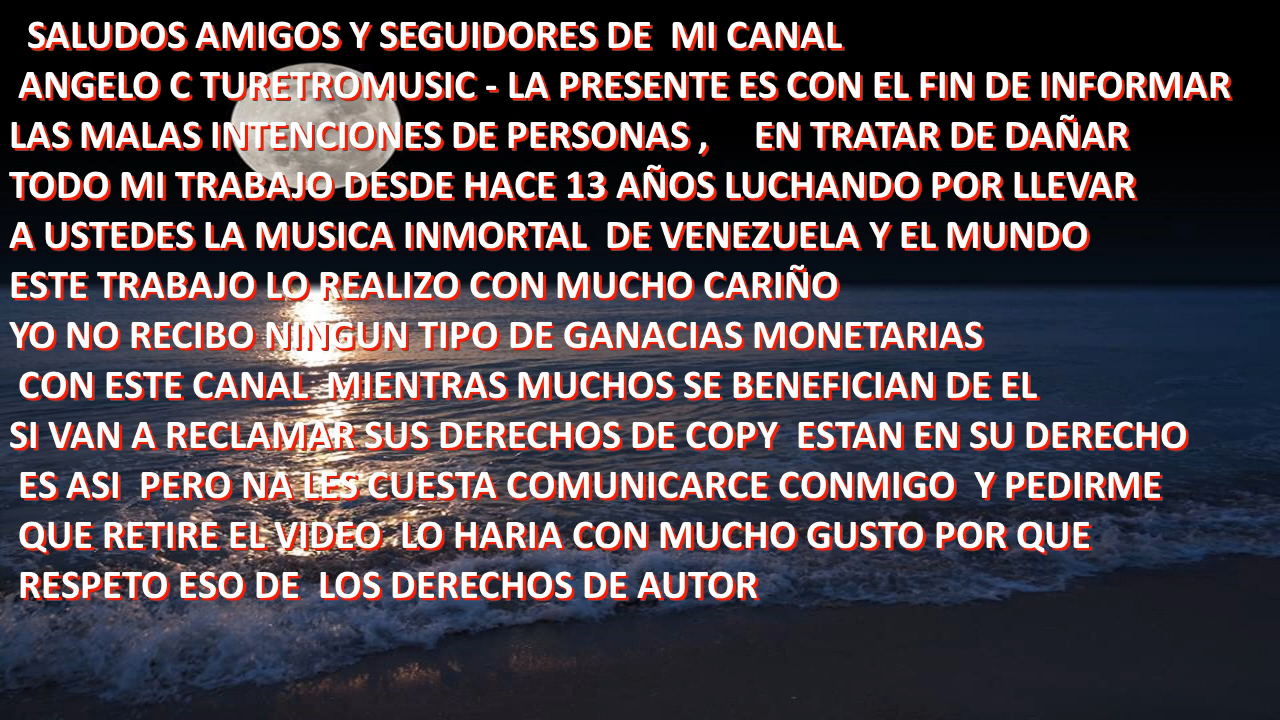 SALUDOS AMIGOS Y SEGUIDORES DE MI CANAL
ANGELO C TURETROMUSIC - LA PRESENTE ES CON EL FIN DE INFORMAR
LAS MALAS INTENCIONES DE PERSONAS , EN TRATAR DE DAÑAR
TODO MI TRABAJO DESDE HACE 13 AÑOS LUCHANDO POR LLEVAR
A USTEDES LA MUSICA INMORTAL DE VENEZUELA Y EL MUNDO
ESTE TRABAJO LO REALIZO CON MUCHO CARIÑO
YO NO RECIBO NINGUN TIPO DE GANACIAS MONETARIAS
CON ESTE CANAL MIENTRAS MUCHOS SE BENEFICIAN DE EL
SI VAN A RECLAMAR SUS DERECHOS DE COPY ESTAN EN SU DERECHO
ES ASI PERO NA LES CUESTA COMUNICARCE CONMIGO Y PEDIRME
QUE RETIRE EL VIDEO LO HARIA CON MUCHO GUSTO POR QUE
RESPETO ESO DE LOS DERECHOS DE AUTOR